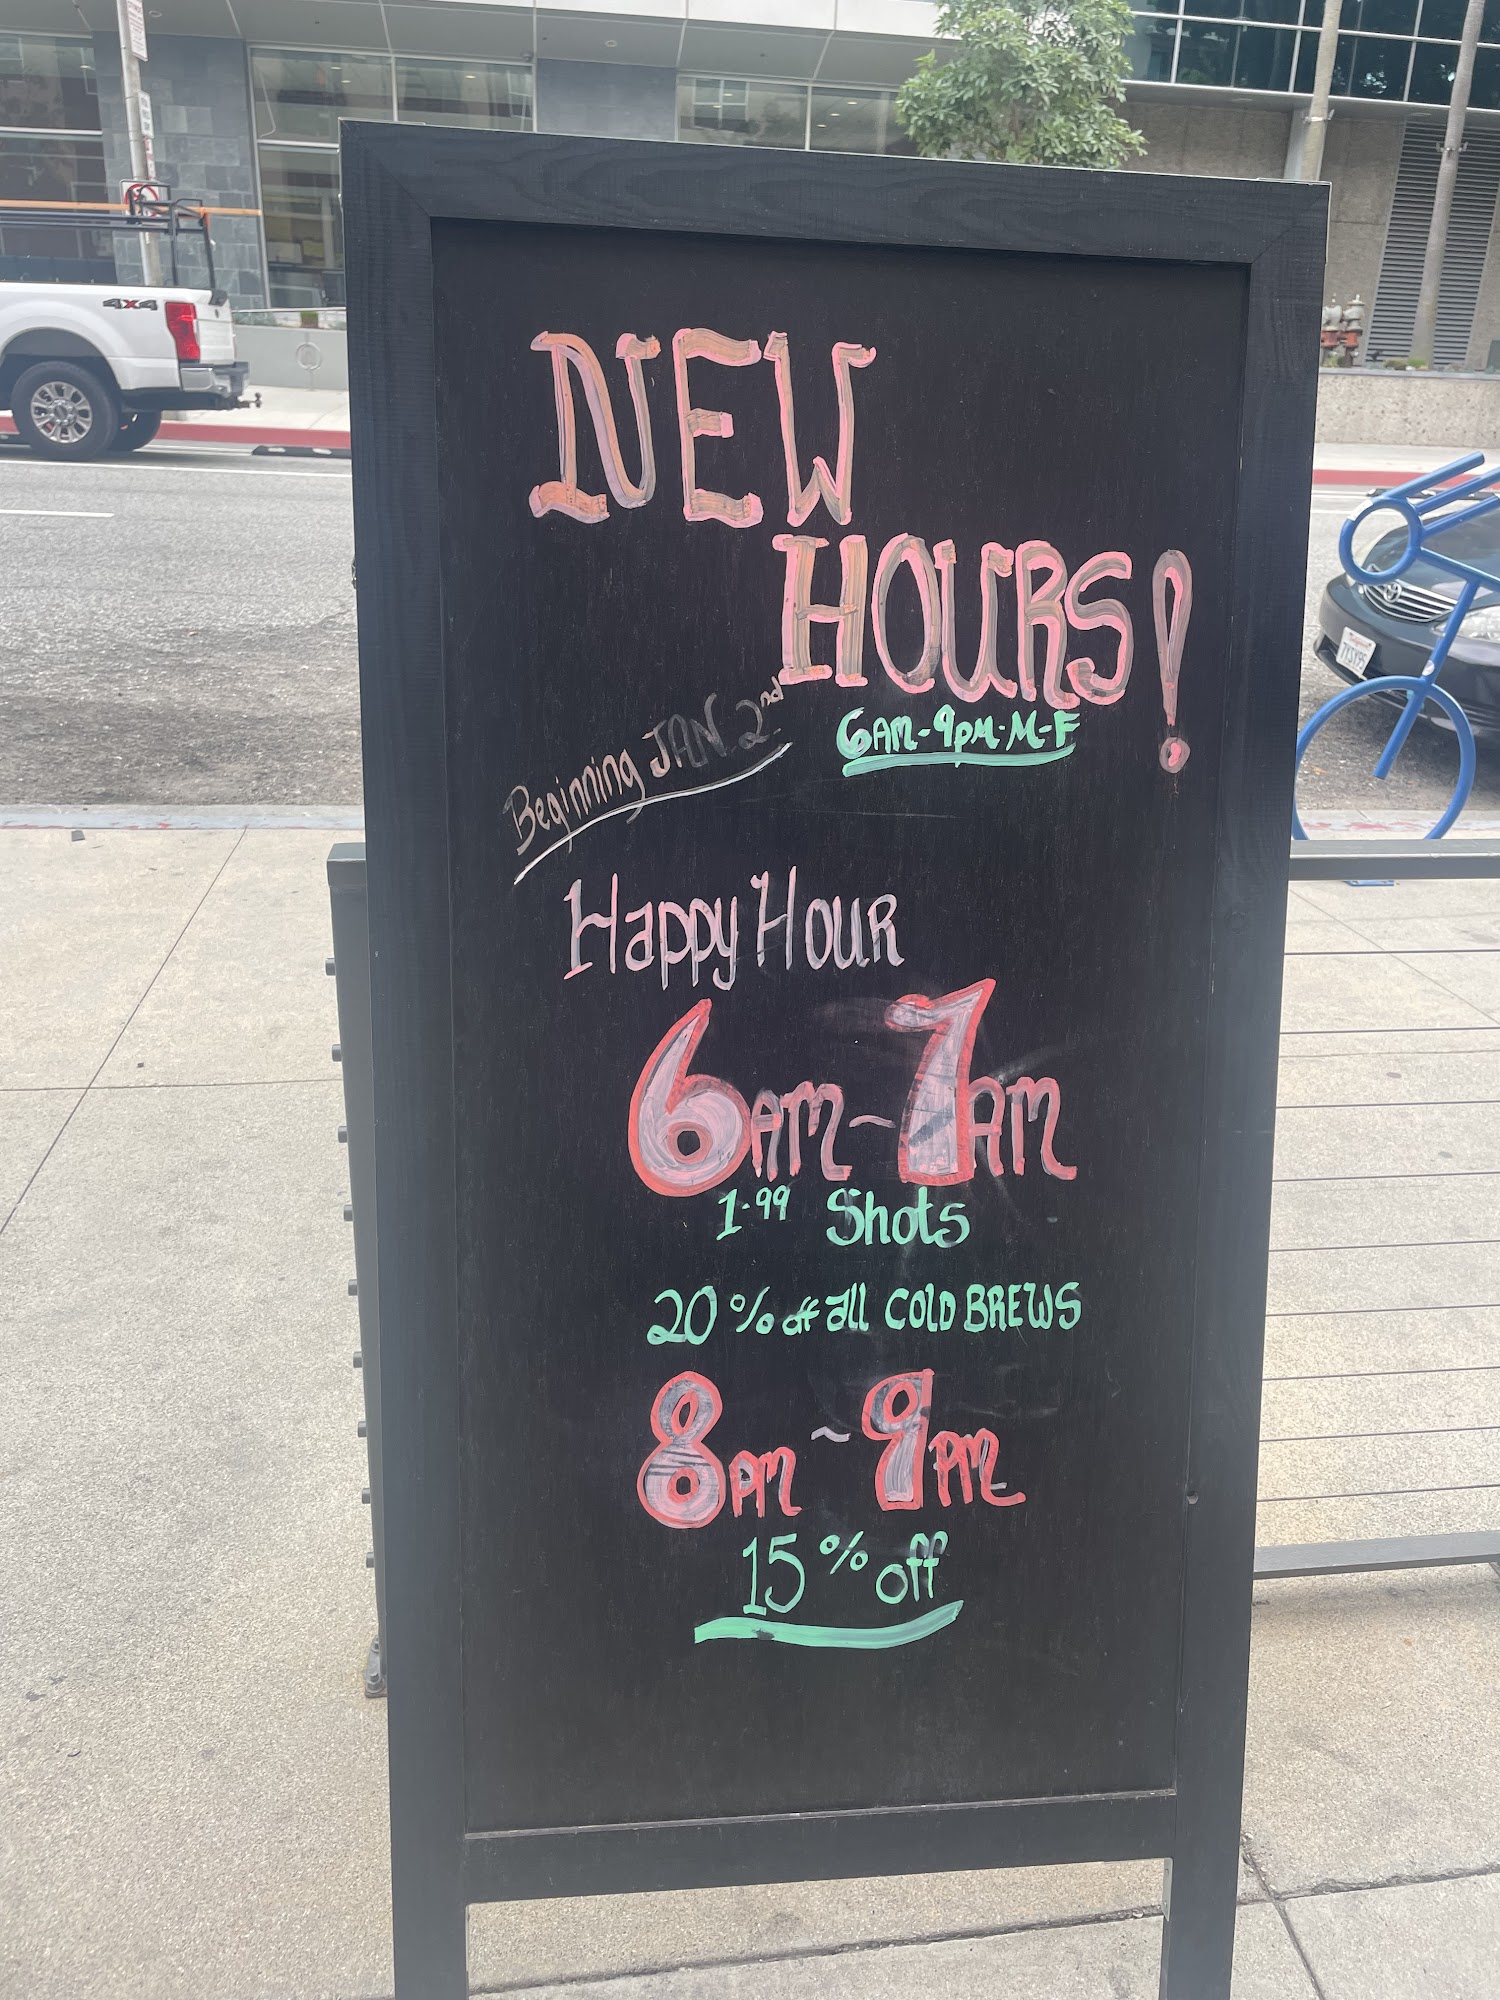 NEW
HOURS!
Beginning JAN 2nd
6AM-9PM·M-F
Happy Hour
6AM~7AM
1.99 Shots
20% off all COLD BREWS
8PM~9PM
15% off
4x4